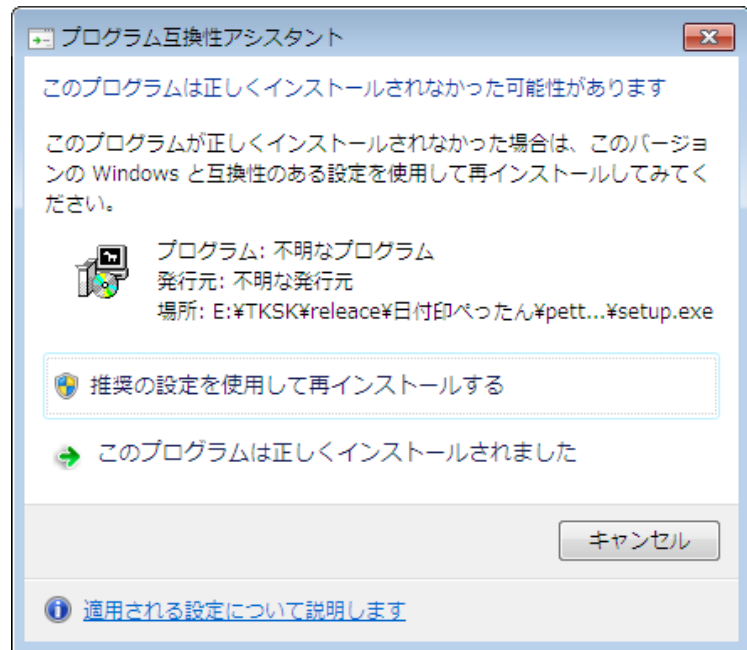 プログラム互換性アシスタント
このプログラムは正しくインストールされなかった可能性があります
このプログラムが正しくインストールされなかった場合は、このバージョ
ンの Windows と互換性のある設定を使用して再インストールしてみてく
ださい。
プログラム: 不明なプログラム
発行元: 不明な発行元
場所: E:¥TKSK¥releace¥日付印ぺったん¥pett...¥setup.exe
推奨の設定を使用して再インストールする
このプログラムは正しくインストールされました
キャンセル
適用される設定について説明します